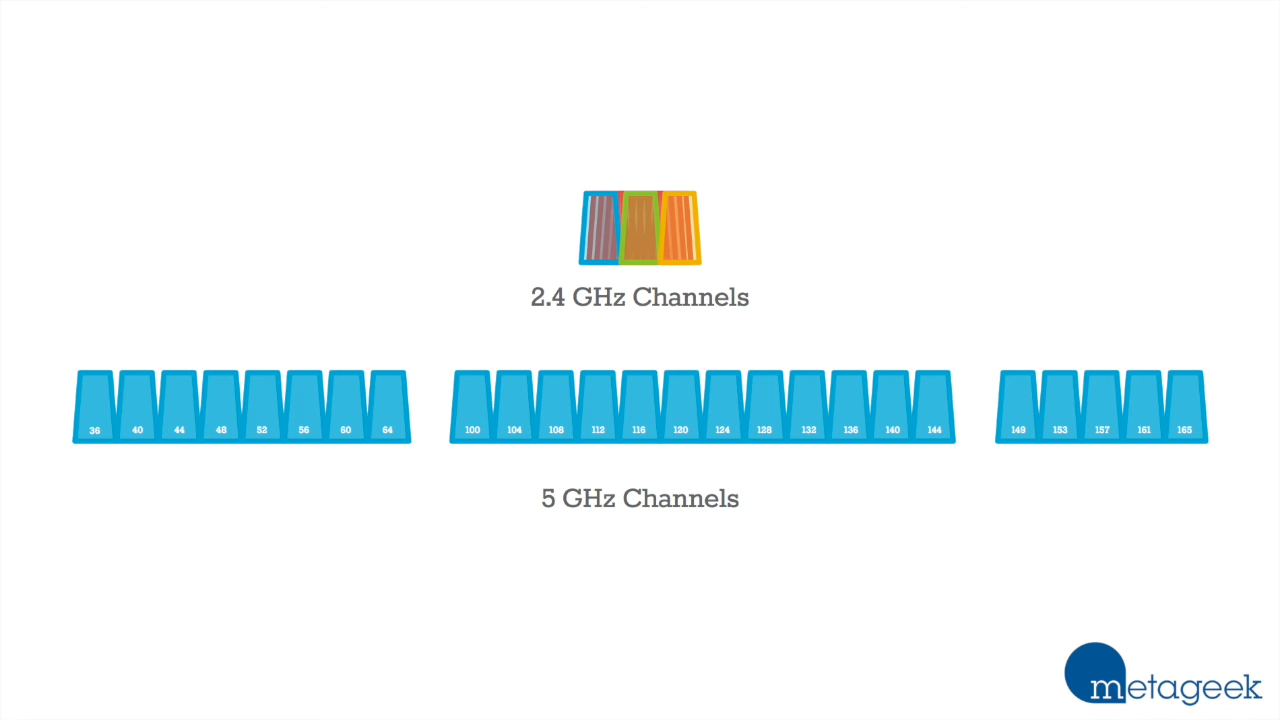 2.4 GHz Channels
36 40 44 48 52 56 60 64 100 104 108 112 116 120 124 128 132 136 140 144 149 153 157 161 165
5 GHz Channels
metageek